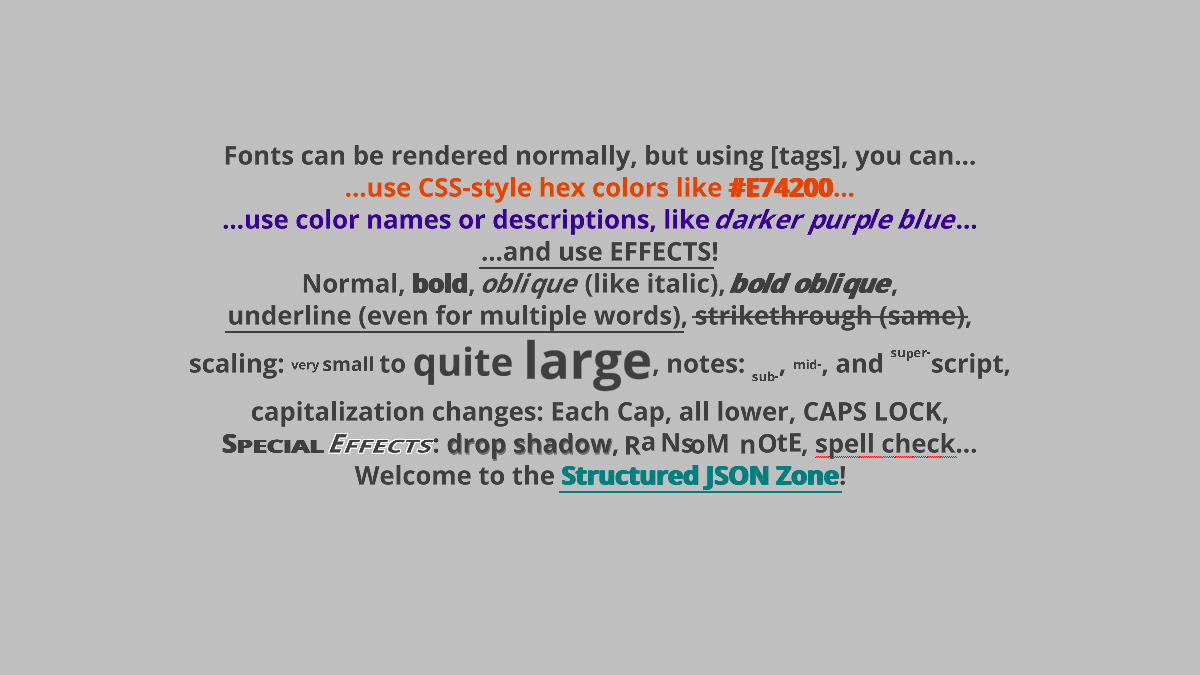 Fonts can be rendered normally, but using [tags], you can...
...use CSS-style hex colors like #E74200...
...use color names or descriptions, like darker purple blue...
...and use EFFECTS!
Normal, bold, oblique (like italic), bold oblique,
underline (even for multiple words), strikethrough (same),
scaling: very small to quite large, notes: sub-, mid-, and super-script,
capitalization changes: Each Cap, all lower, CAPS LOCK,
SPECIAL EFFECTS: drop shadow, RaNsoM nOtE, spell check...
Welcome to the Structured JSON Zone!